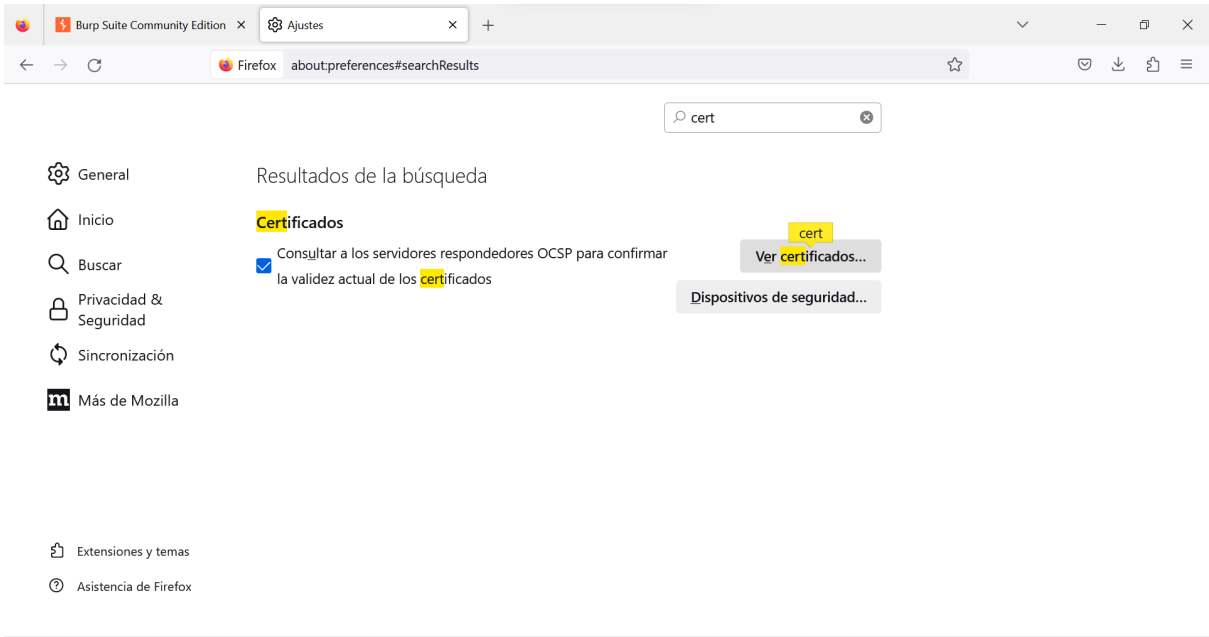 Burp Suite Community Edition
Ajustes
Firefox
about:preferences#searchResults
cert
General
Inicio
Buscar
Privacidad &
Seguridad
Sincronización
m Más de Mozilla
Extensiones y temas
Asistencia de Firefox
Resultados de la búsqueda
Certificados
Consultar a los servidores respondedores OCSP para confirmar
la validez actual de los certificados
cert
Ver certificados...
Dispositivos de seguridad...